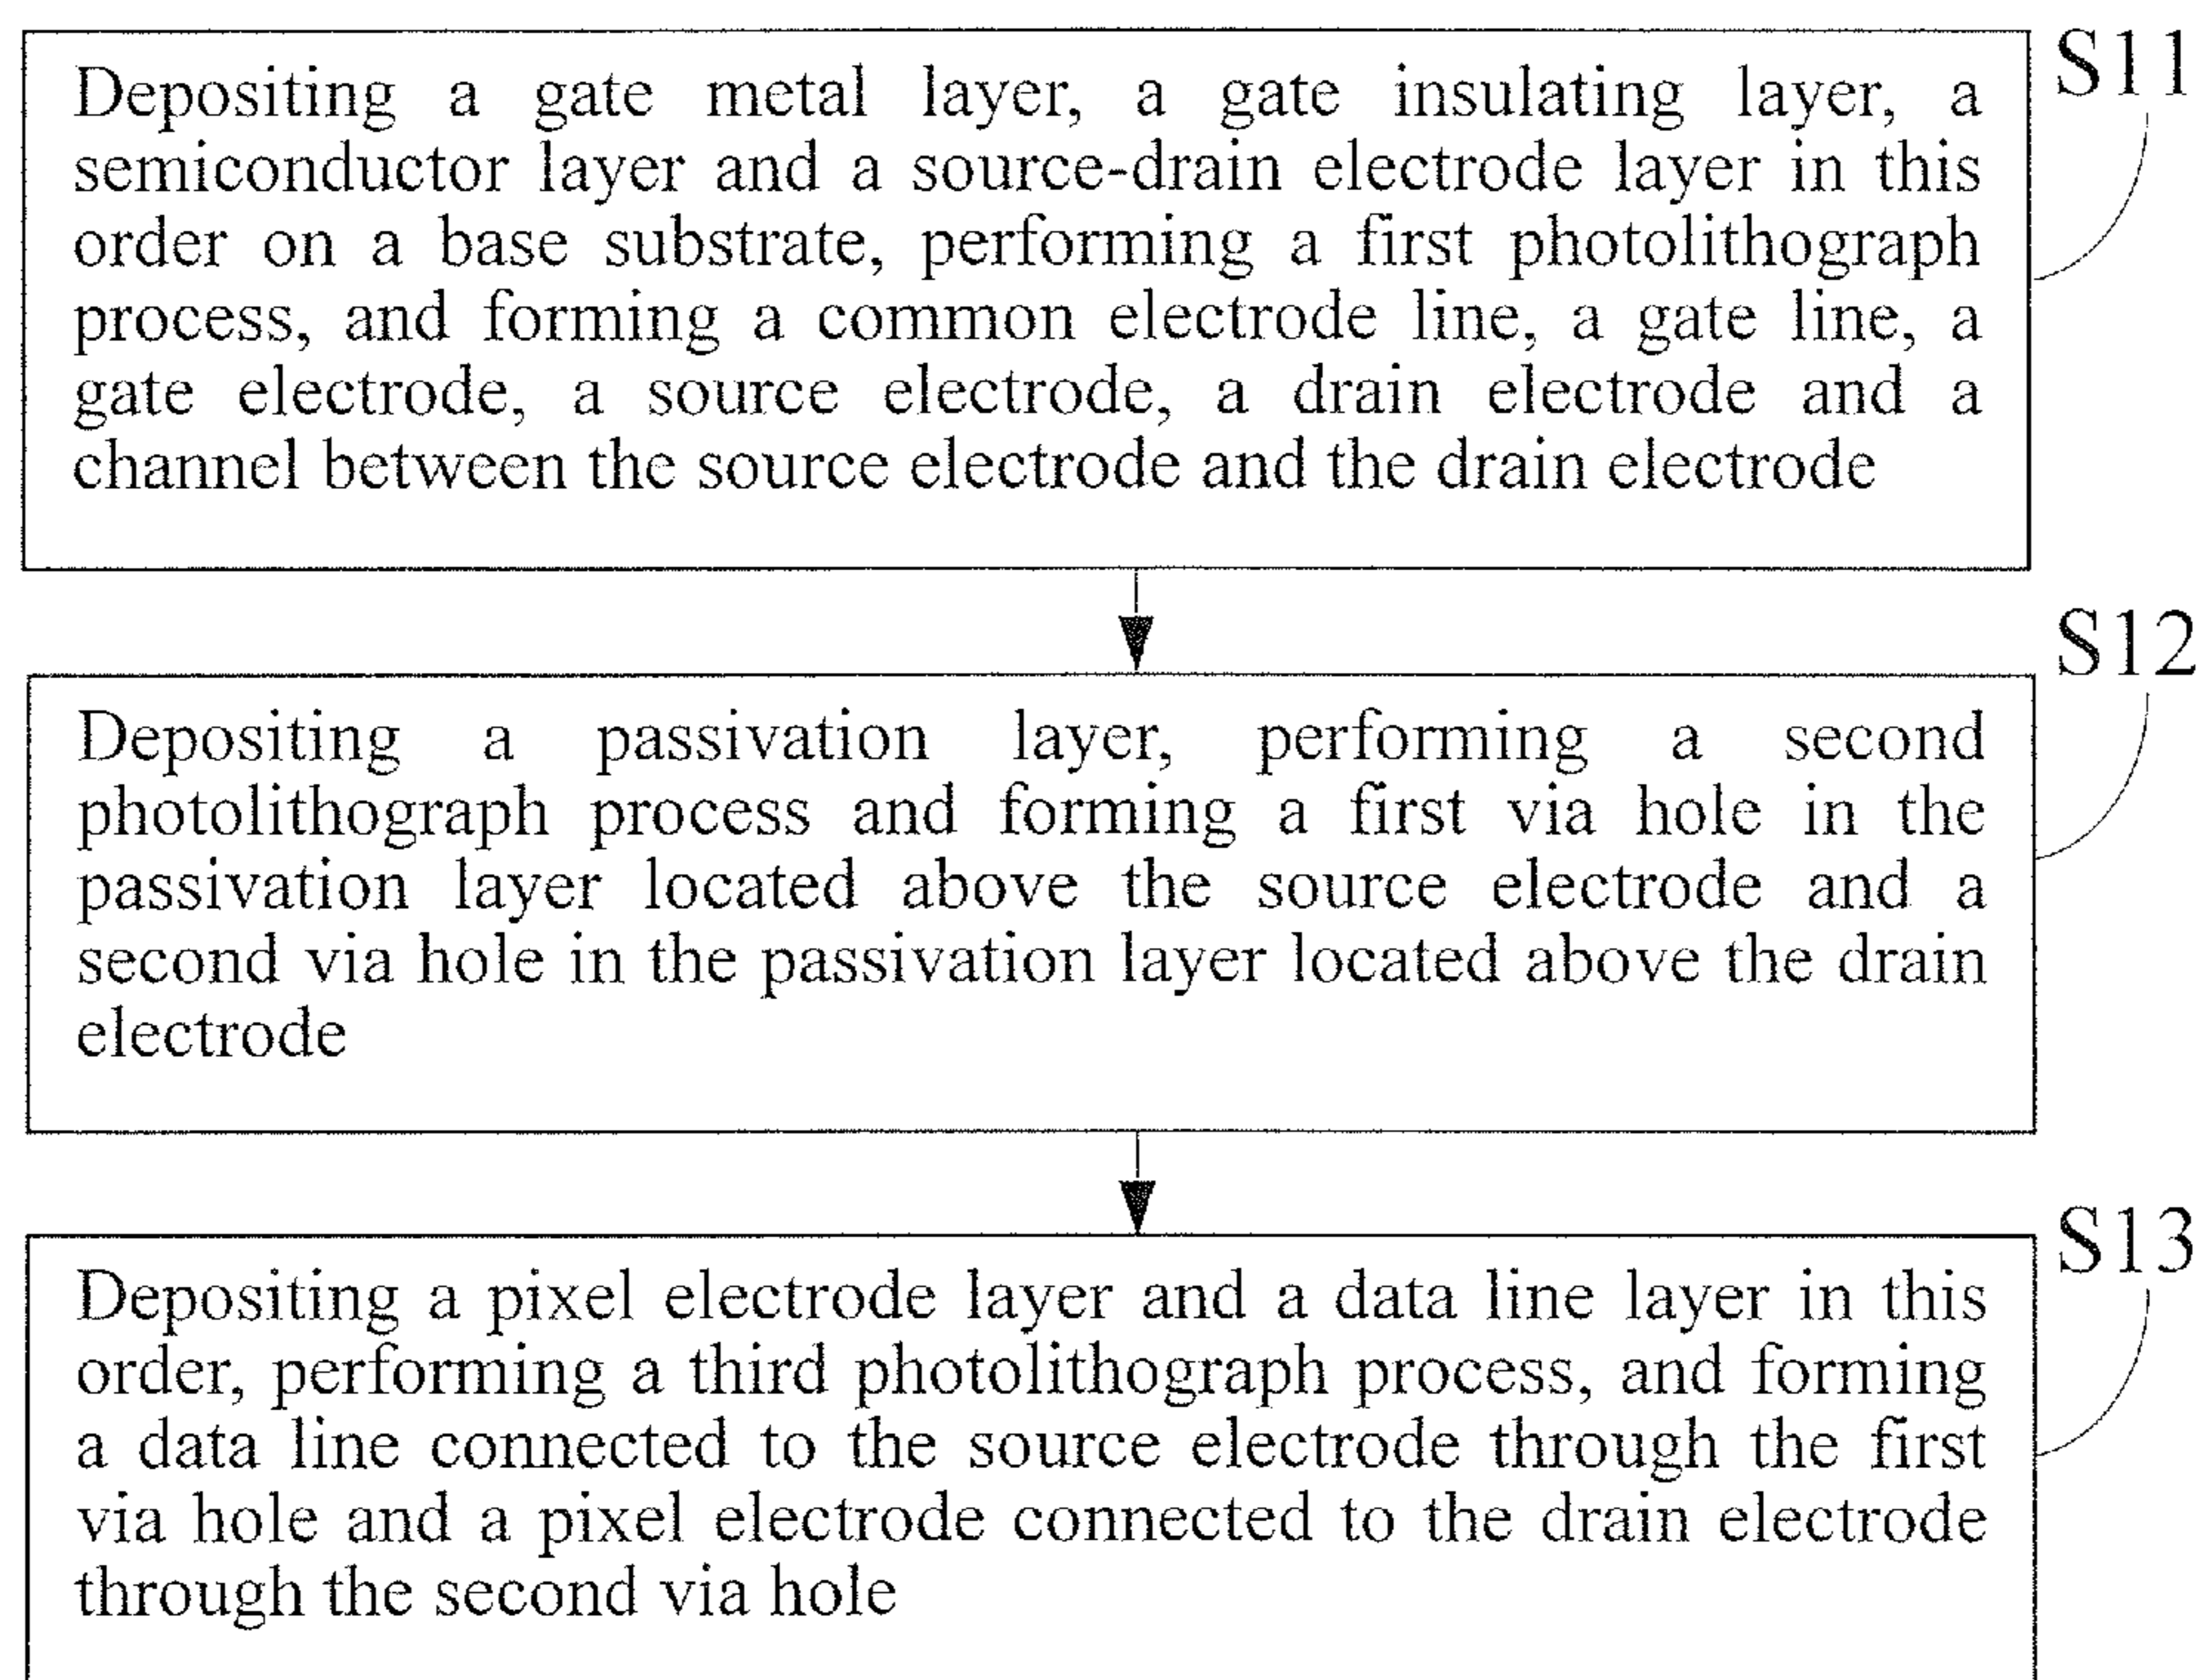 S11
Depositing a gate metal layer, a gate insulating layer, a
semiconductor layer and a source-drain electrode layer in this
order on a base substrate, performing a first photolithograph
process, and forming a common electrode line, a gate line, a
gate electrode, a source electrode, a drain electrode and a
channel between the source electrode and the drain electrode
S12
Depositing a passivation layer, performing a second
photolithograph process and forming a first via hole in the
passivation layer located above the source electrode and a
second via hole in the passivation layer located above the drain
electrode
S13
Depositing a pixel electrode layer and a data line layer in this
order, performing a third photolithograph process, and forming
a data line connected to the source electrode through the first
via hole and a pixel electrode connected to the drain electrode
through the second via hole